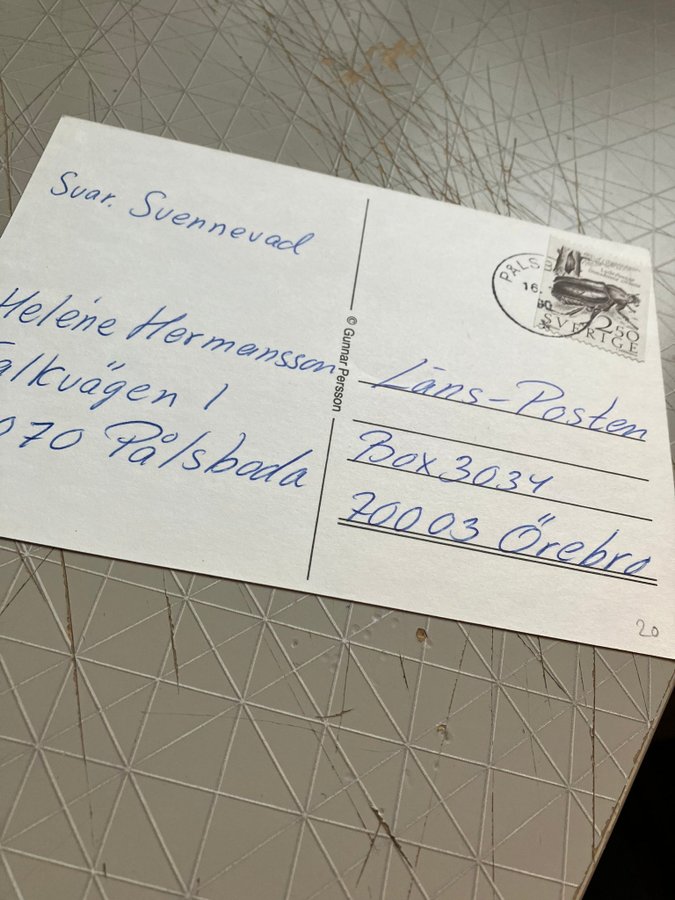 Svar. Svennevad
Heléne Hermansson
alkvägen 1
070 Pålsboda
© Gunnar Persson
PÅLSB
16.
90
2.50
SVERIGE
Läns-Posten
Box 3034
70003 Örebro
20